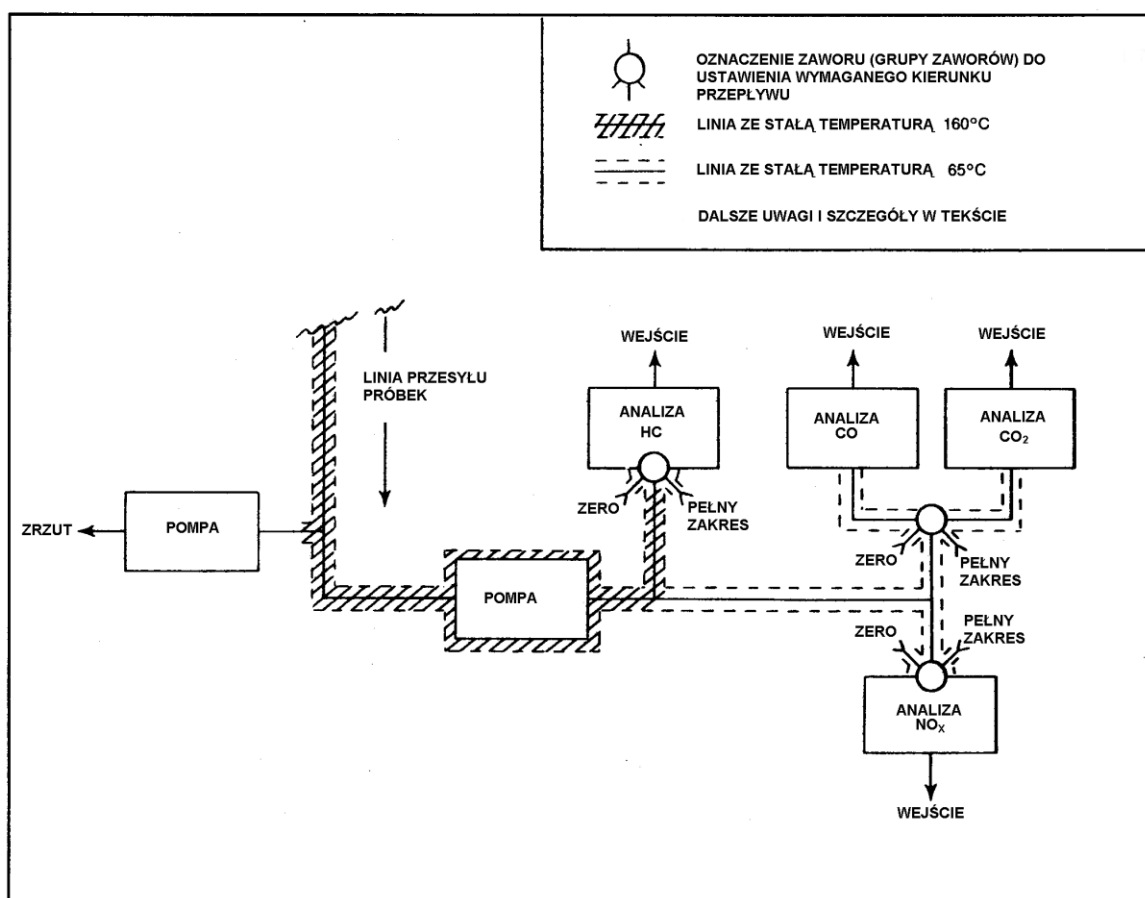 OZNACZENIE ZAWORU (GRUPY ZAWORÓW) DO
USTAWIENIA WYMAGANEGO KIERUNKU
PRZEPŁYWU
LINIA ZE STAŁĄ TEMPERATURĄ 160°C
LINIA ZE STAŁĄ TEMPERATURĄ 65°C
DALSZE UWAGI I SZCZEGÓŁY W TEKŚCIE
LINIA PRZESYŁU
PRÓBEK
WEJŚCIE
WEJŚCIE
WEJŚCIE
ANALIZA
HC
ANALIZA
CO
ANALIZA
CO₂
ZERO
PEŁNY
ZAKRES
ZRZUT
POMPA
POMPA
ZERO
PEŁNY
ZAKRES
ZERO
PEŁNY
ZAKRES
ANALIZA
NOₓ
WEJŚCIE